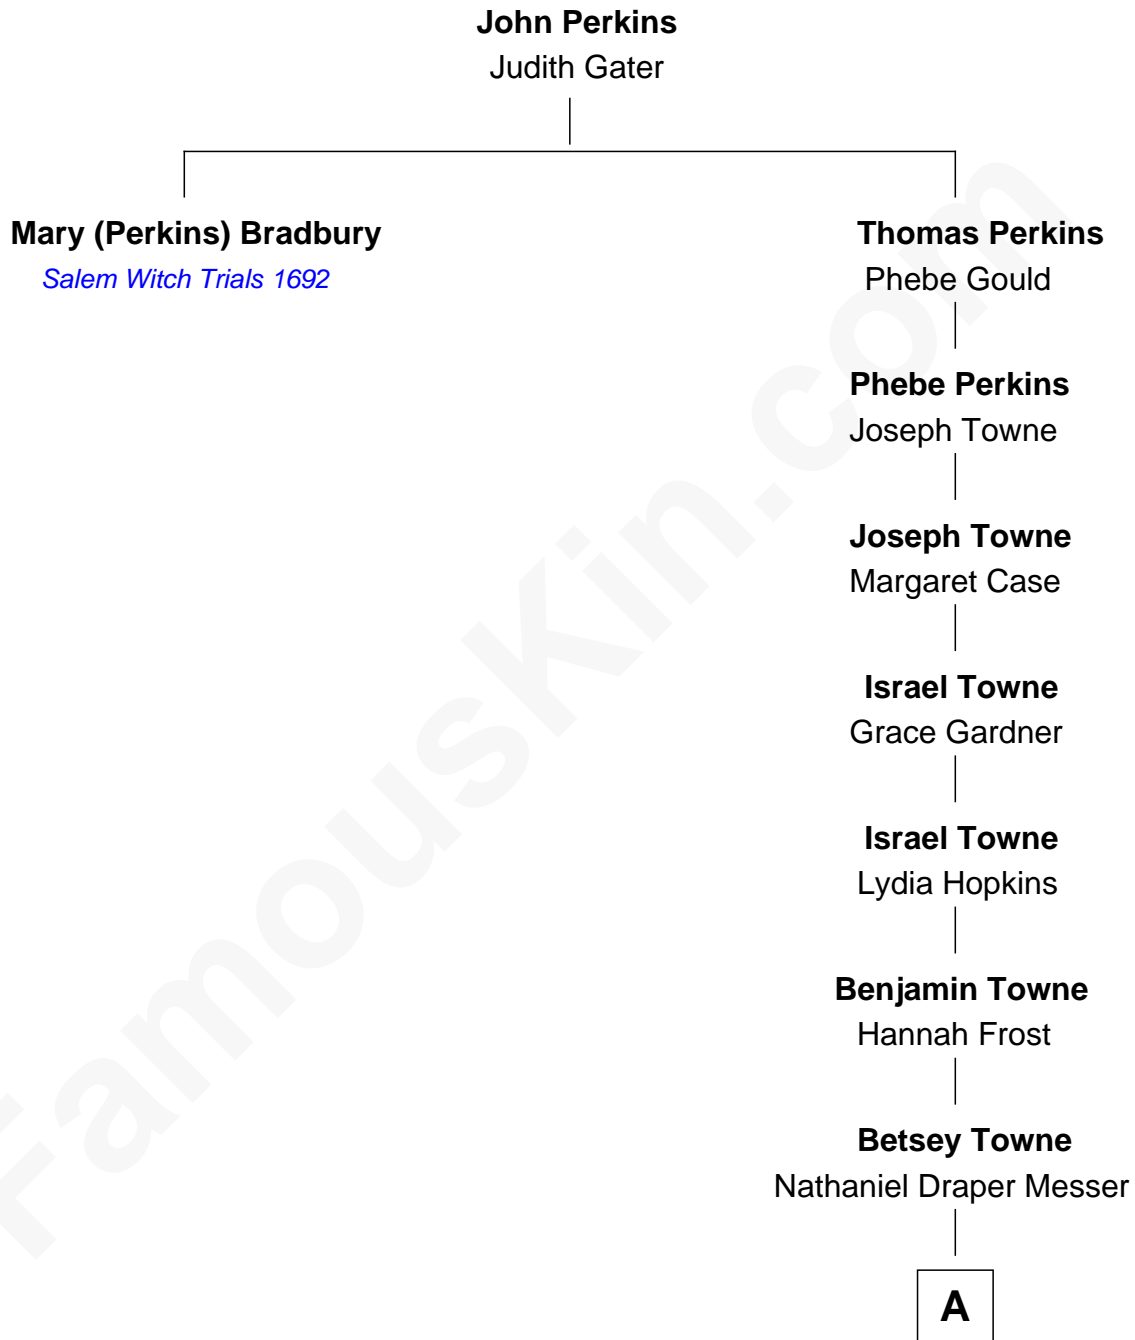 John Perkins
Judith Gater
Mary (Perkins) Bradbury
Salem Witch Trials 1692
Thomas Perkins
Phebe Gould
Phebe Perkins
Joseph Towne
Joseph Towne
Margaret Case
Israel Towne
Grace Gardner
Israel Towne
Lydia Hopkins
Benjamin Towne
Hannah Frost
Betsey Towne
Nathaniel Draper Messer
A
FamousKin.com